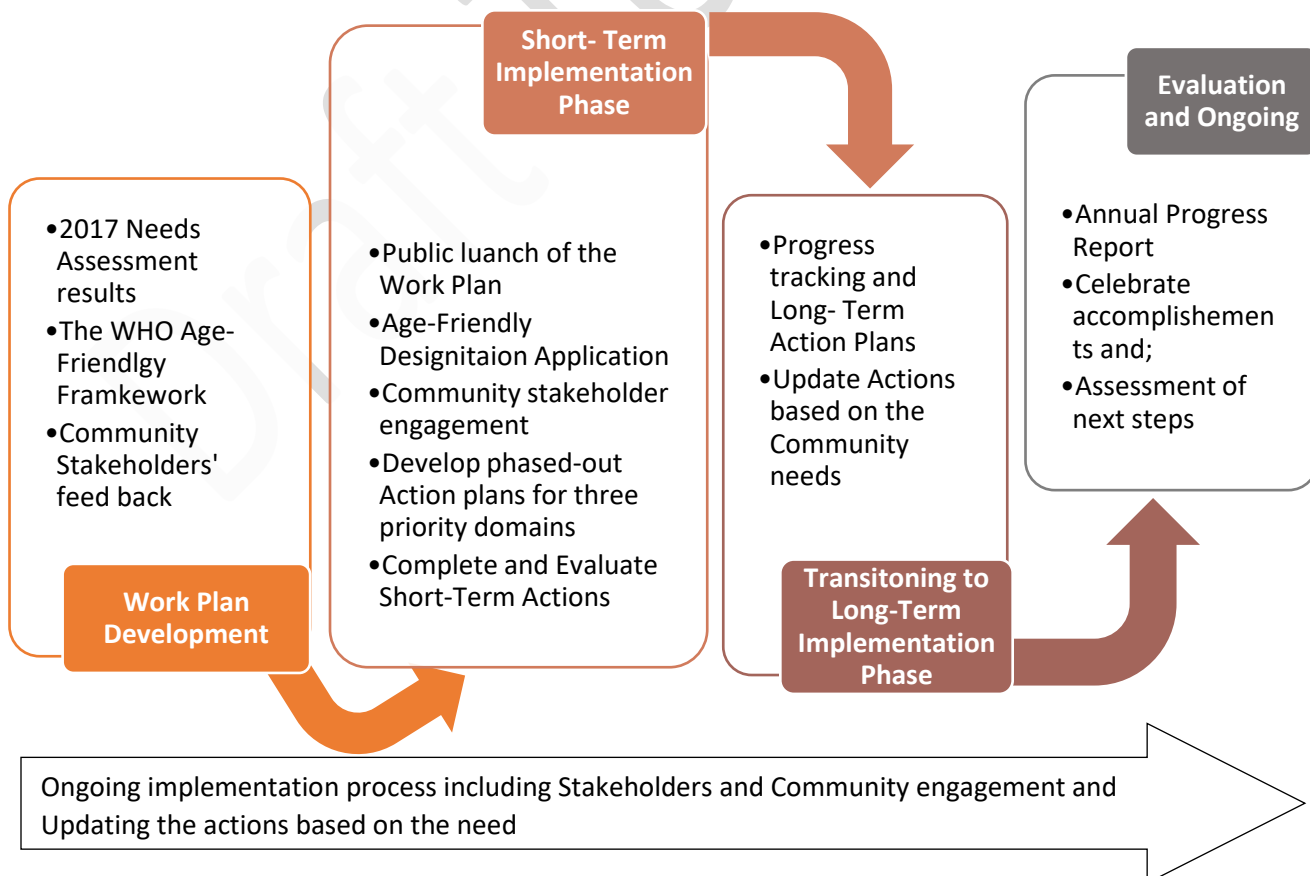 Draft
•2017 Needs
Assessment
results
•The WHO Age-
Friendlgy
Framkework
•Community
Stakeholders'
feed back
Work Plan
Development
Short- Term
Implementation
Phase
•Public luanch of the
Work Plan
•Age-Friendly
Designitaion Application
•Community stakeholder
engagement
•Develop phased-out
Action plans for three
priority domains
•Complete and Evaluate
Short-Term Actions
•Progress
tracking and
Long- Term
Action Plans
•Update Actions
based on the
Community
needs
Transitoning to
Long-Term
Implementation
Phase
Evaluation
and Ongoing
•Annual Progress
Report
•Celebrate
accomplishemen
ts and;
•Assessment of
next steps
Ongoing implementation process including Stakeholders and Community engagement and
Updating the actions based on the need